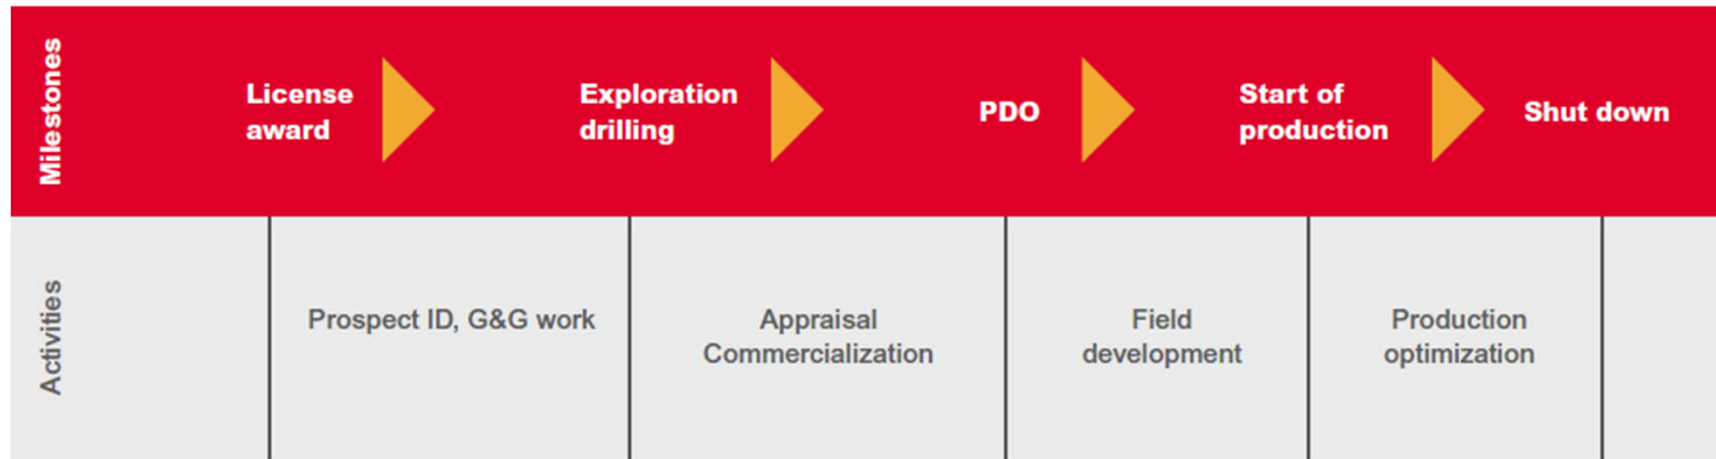 Milestones
License
award
Exploration
drilling
PDO
Start of
production
Shut down
Activities
Prospect ID, G&G work
Appraisal
Commercialization
Field
development
Production
optimization